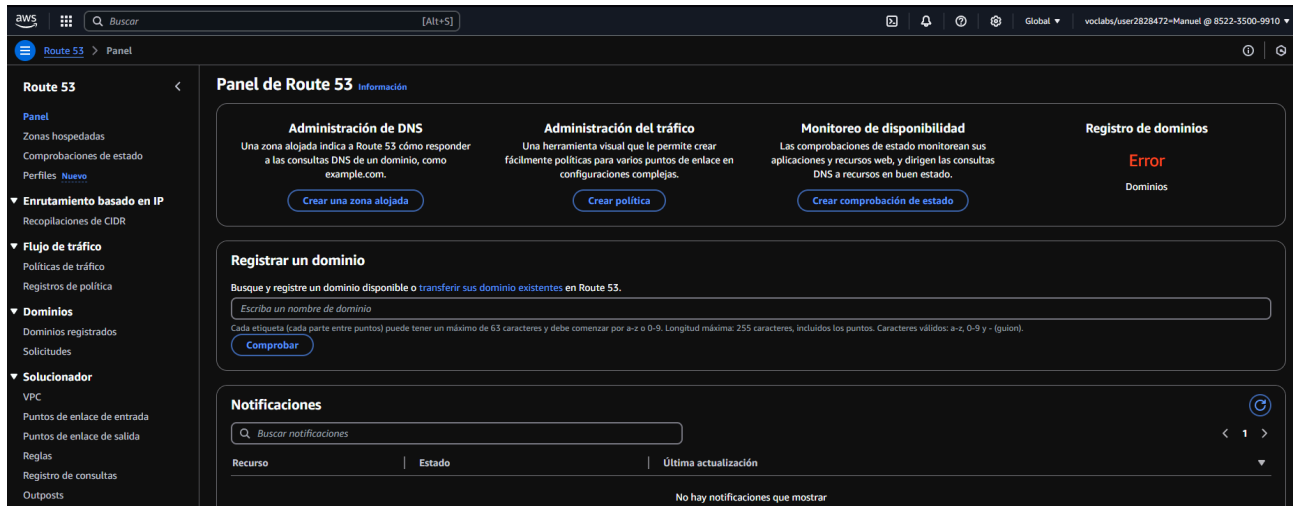 aws
Buscar
[Alt+S]
Global
voclabs/user2828472=Manuel @ 8522-3500-9910
Route 53 > Panel
Route 53
Panel
Zonas hospedadas
Comprobaciones de estado
Perfiles Nuevo
Enrutamiento basado en IP
Recopilaciones de CIDR
Flujo de tráfico
Políticas de tráfico
Registros de política
Dominios
Dominios registrados
Solicitudes
Solucionador
VPC
Puntos de enlace de entrada
Puntos de enlace de salida
Reglas
Registro de consultas
Outposts
Panel de Route 53 Información
Administración de DNS
Una zona alojada indica a Route 53 cómo responder
a las consultas DNS de un dominio, como
example.com.
Crear una zona alojada
Administración del tráfico
Una herramienta visual que le permite crear
fácilmente políticas para varios puntos de enlace en
configuraciones complejas.
Crear política
Monitoreo de disponibilidad
Las comprobaciones de estado monitorean sus
aplicaciones y recursos web, y dirigen las consultas
DNS a recursos en buen estado.
Crear comprobación de estado
Registro de dominios
Error
Dominios
Registrar un dominio
Busque y registre un dominio disponible o transferir sus dominio existentes en Route 53.
Escriba un nombre de dominio
Cada etiqueta (cada parte entre puntos) puede tener un máximo de 63 caracteres y debe comenzar por a-z o 0-9. Longitud máxima: 255 caracteres, incluidos los puntos. Caracteres válidos: a-z, 0-9 y - (guion).
Comprobar
Notificaciones
Buscar notificaciones
1
Recurso
Estado
Última actualización
No hay notificaciones que mostrar